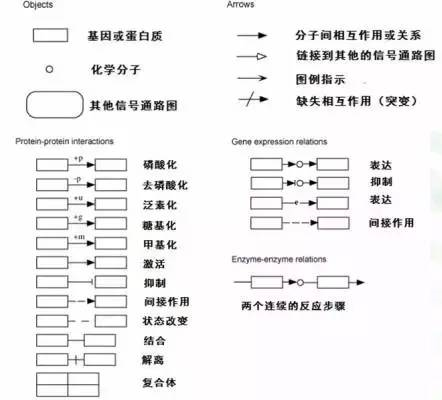 Objects
基因或蛋白质
化学分子
其他信号通路图
Arrows
分子间相互作用或关系
链接到其他的信号通路图
图例指示
缺失相互作用（突变）
Protein-protein interactions
+p 磷酸化
-p 去磷酸化
+u 泛素化
+g 糖基化
+m 甲基化
激活
抑制
间接作用
状态改变
结合
解离
复合体
Gene expression relations
表达
抑制
e 表达
间接作用
Enzyme-enzyme relations
两个连续的反应步骤